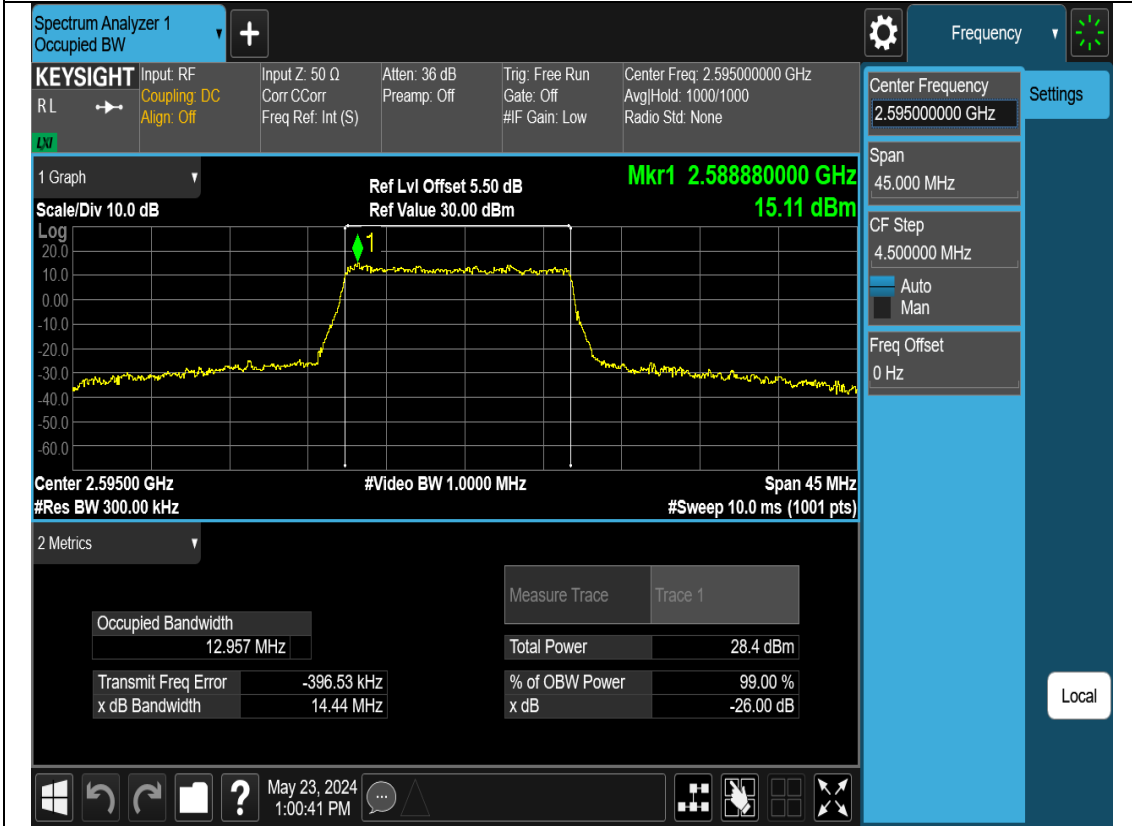 Spectrum Analyzer 1
Occupied BW
+
Frequency
KEYSIGHT
R L
LXI
Input: RF
Coupling: DC
Align: Off
Input Z: 50 Ω
Corr CCorr
Freq Ref: Int (S)
Atten: 36 dB
Preamp: Off
Trig: Free Run
Gate: Off
#IF Gain: Low
Center Freq: 2.595000000 GHz
Avg|Hold: 1000/1000
Radio Std: None
Center Frequency
2.595000000 GHz
Settings
Span
45.000 MHz
CF Step
4.500000 MHz
Auto
Man
Freq Offset
0 Hz
Local
1 Graph
Scale/Div 10.0 dB
Ref Lvl Offset 5.50 dB
Ref Value 30.00 dBm
Mkr1 2.588880000 GHz
15.11 dBm
Log
1
20.0
10.0
0.00
-10.0
-20.0
-30.0
-40.0
-50.0
-60.0
Center 2.59500 GHz
#Video BW 1.0000 MHz
Span 45 MHz
#Res BW 300.00 kHz
#Sweep 10.0 ms (1001 pts)
2 Metrics
Measure Trace Trace 1
Occupied Bandwidth
12.957 MHz
Total Power 28.4 dBm
Transmit Freq Error -396.53 kHz
% of OBW Power 99.00 %
x dB Bandwidth 14.44 MHz
x dB -26.00 dB
?
May 23, 2024
1:00:41 PM